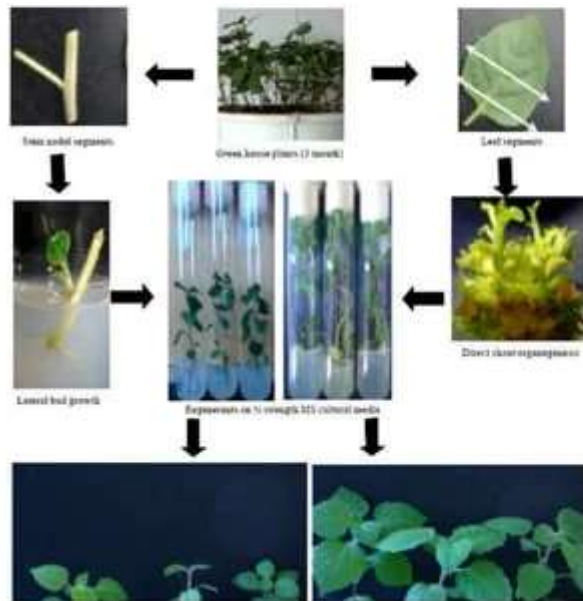 Stem nodal segments
Green house plants (3 month)
Leaf segments
Lateral bud growth
Direct shoot organogenesis
Regenerants on ½ strength MS cultural media